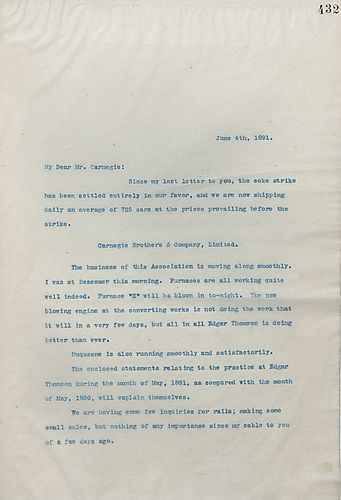 432
June 4th, 1891.
My Dear Mr. Carnegie:
Since my last letter to you, the coke strike
has been settled entirely in our favor, and we are now shipping
daily an average of 725 cars at the prices prevailing before the
strike.
Carnegie Brothers & Company, Limited.
The business of this Association is moving along smoothly.
I was at Bessemer this morning. Furnaces are all working quite
well indeed. Furnace "E" will be blown in to-night. The new
blowing engine at the converting works is not doing the work that
it will in a very few days, but all in all Edgar Thomson is doing
better than ever.
Duquesne is also running smoothly and satisfactorily.
The enclosed statements relating to the practice at Edgar
Thomson during the month of May, 1891, as compared with the month
of May, 1890, will explain themselves.
We are having some few inquiries for rails; making some
small sales, but nothing of any importance since my cable to you
of a few days ago.